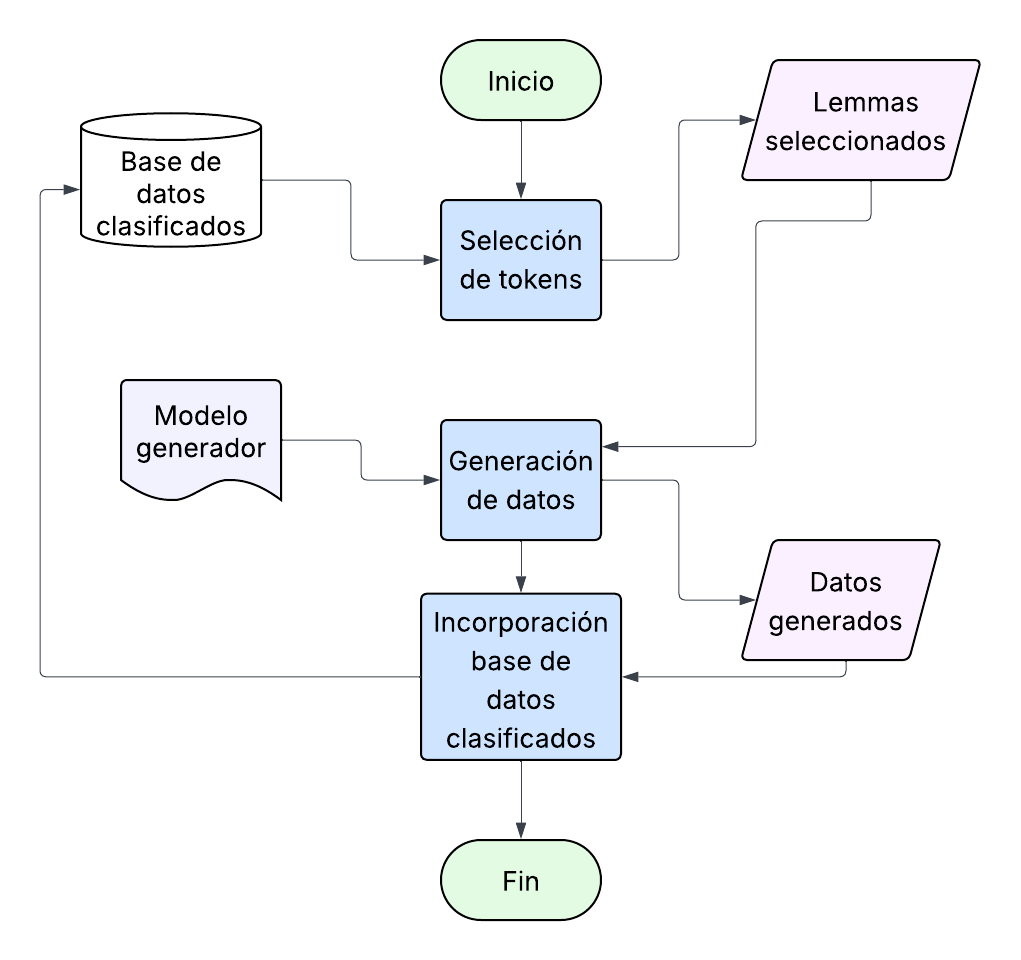 Inicio
Lemmas
seleccionados
Base de
datos
clasificados
Selección
de tokens
Modelo
generador
Generación
de datos
Datos
generados
Incorporación
base de
datos
clasificados
Fin